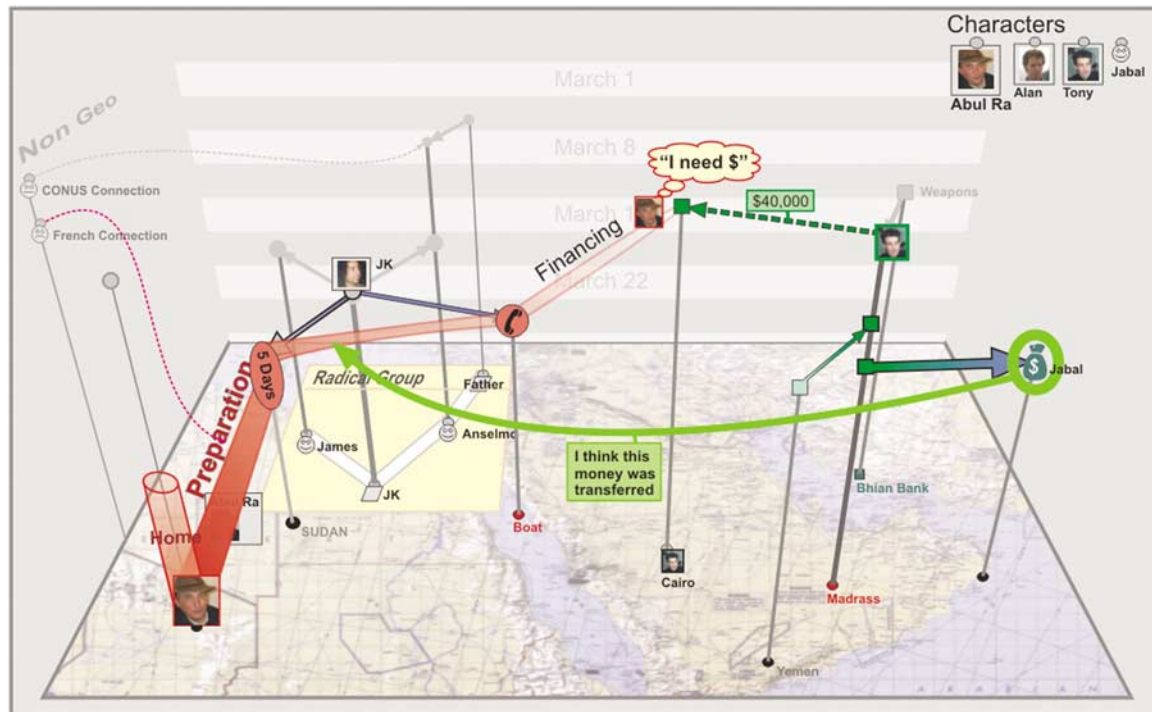 Characters
Abul Ra
Alan
Tony
Jabal
March 1
Non Geo
March 8
"I need $"
CONUS Connection
$40,000
Weapons
March 1
French Connection
Financing
JK
March 22
5 Days
Preparation
Radical Group
Father
$
Jabal
James
Anselmo
I think this
money was
transferred
JK
Bhian Bank
Abul Ra
SUDAN
Boat
Home
Cairo
Madrass
Yemen